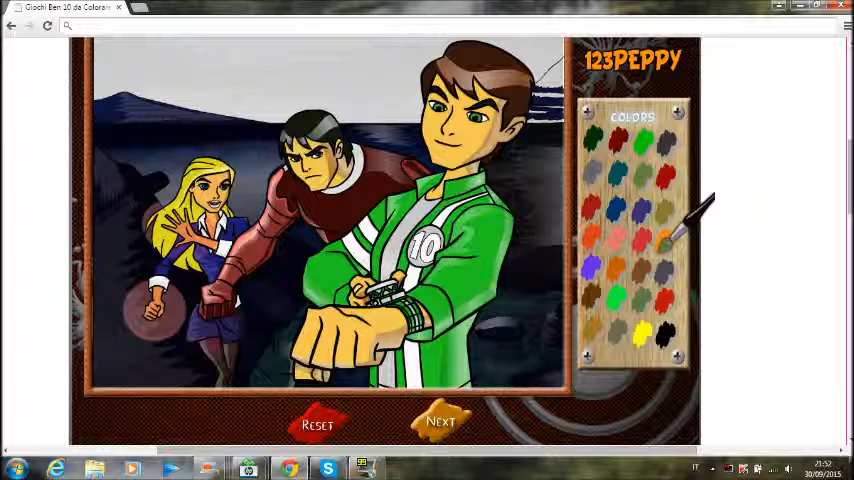 Giochi Ben 10 da Colorare
123PEPPY
COLORS
10
RESET
NEXT
IT
21:52
30/09/2015